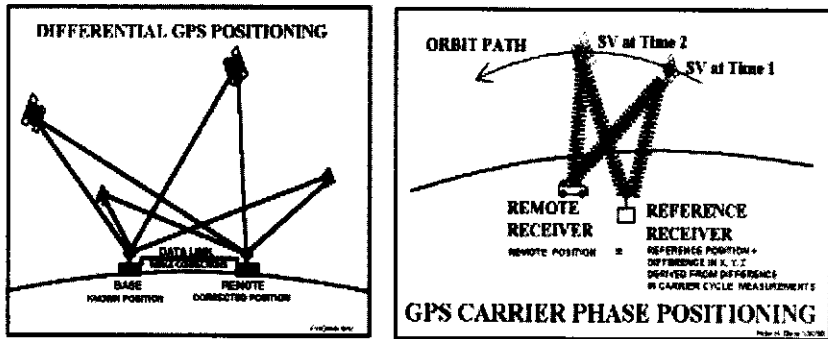 DIFFERENTIAL GPS POSITIONING
DATA LINK
BASE
KNOWN POSITION
REMOTE
CORRECTED POSITION
ORBIT PATH
SV at Time 2
SV at Time 1
REMOTE
RECEIVER
REFERENCE
RECEIVER
REMOTE POSITION = REFERENCE POSITION +
DIFFERENCE IN X, Y, Z
DERIVED FROM DIFFERENCE
IN CARRIER CYCLE MEASUREMENTS
GPS CARRIER PHASE POSITIONING